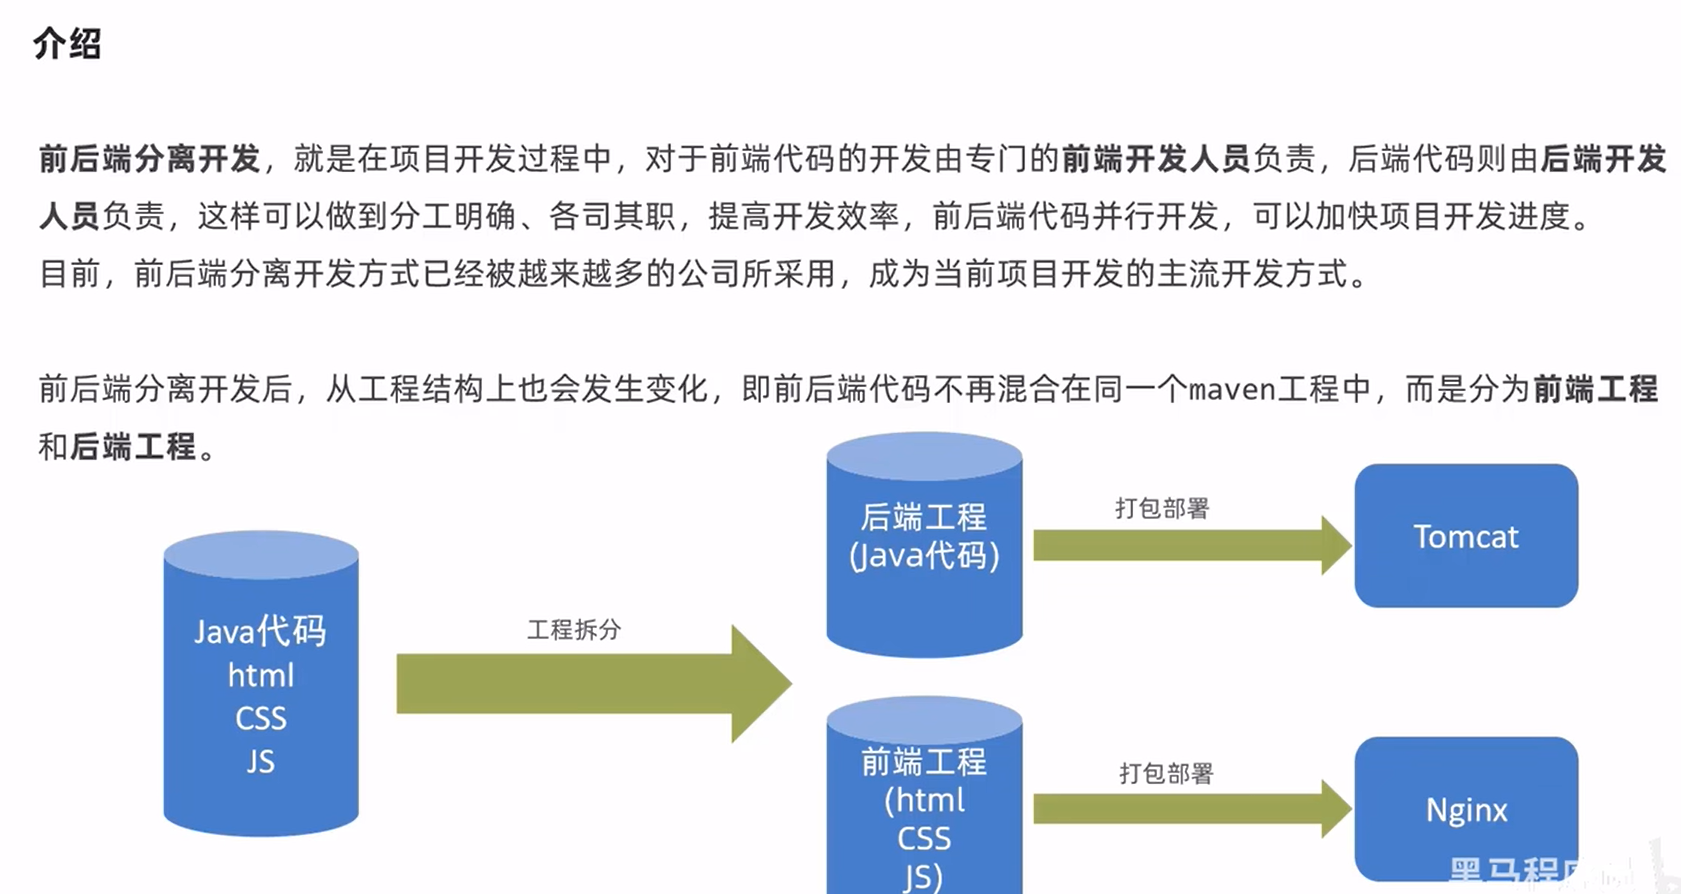 介绍
前后端分离开发，就是在项目开发过程中，对于前端代码的开发由专门的前端开发人员负责，后端代码则由后端开发
人员负责，这样可以做到分工明确、各司其职，提高开发效率，前后端代码并行开发，可以加快项目开发进度。
目前，前后端分离开发方式已经被越来越多的公司所采用，成为当前项目开发的主流开发方式。
前后端分离开发后，从工程结构上也会发生变化，即前后端代码不再混合在同一个maven工程中，而是分为前端工程
和后端工程。
Java代码
html
CSS
JS
工程拆分
后端工程
(Java代码)
打包部署
Tomcat
前端工程
(html
CSS
JS)
打包部署
Nginx
黑马程序